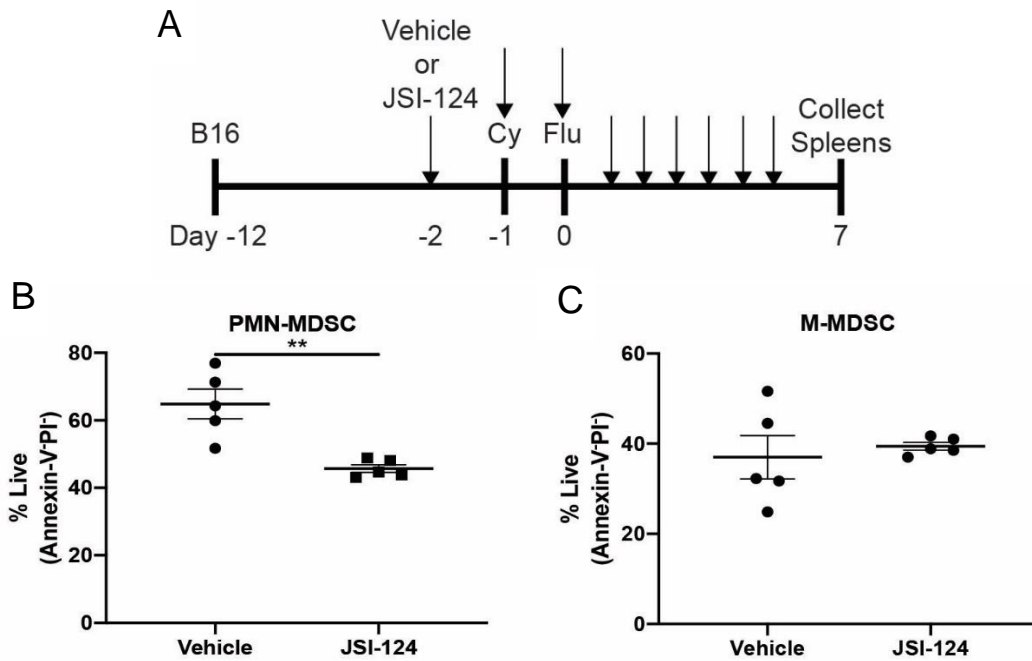 A
Vehicle
or
JSI-124
B16
Cy
Flu
Collect
Spleens
Day -12
-2
-1
0
7
B
PMN-MDSC
**
% Live
(Annexin-V⁻PI⁻)
80
60
40
20
0
Vehicle
JSI-124
C
M-MDSC
% Live
(Annexin-V⁻PI⁻)
60
40
20
0
Vehicle
JSI-124